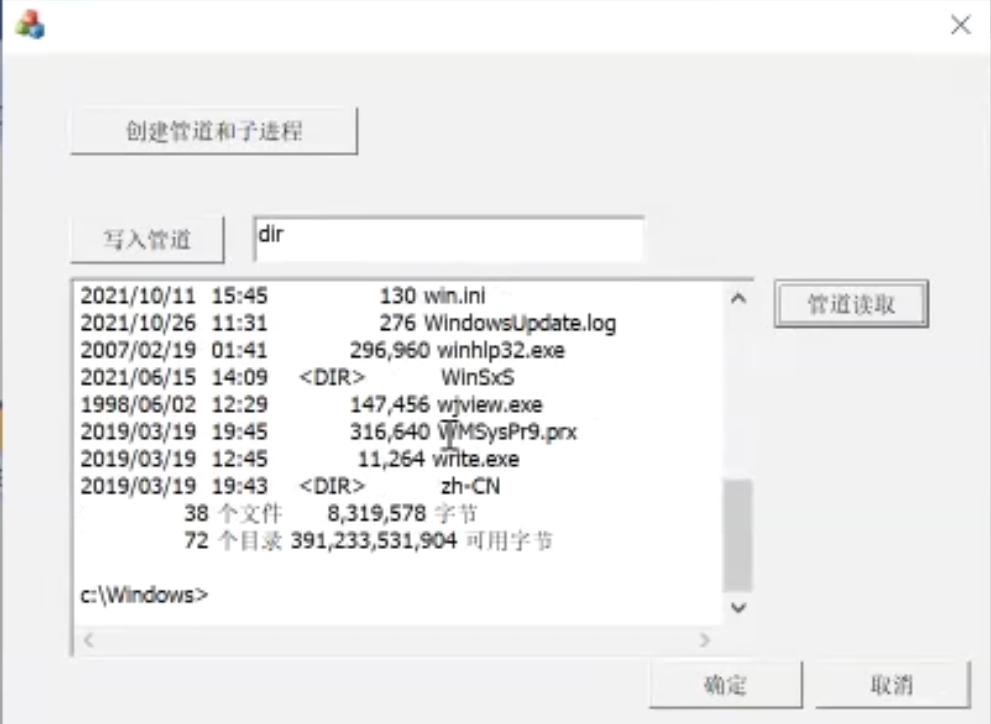 创建管道和子进程
写入管道 dir
2021/10/11 15:45 130 win.ini
2021/10/26 11:31 276 WindowsUpdate.log
2007/02/19 01:41 296,960 winhlp32.exe
2021/06/15 14:09 <DIR> WinSxS
1998/06/02 12:29 147,456 wjview.exe
2019/03/19 19:45 316,640 WMSysPr9.prx
2019/03/19 12:45 11,264 write.exe
2019/03/19 19:43 <DIR> zh-CN
38 个文件 8,319,578 字节
72 个目录 391,233,531,904 可用字节
c:\Windows>
管道读取
确定 取消